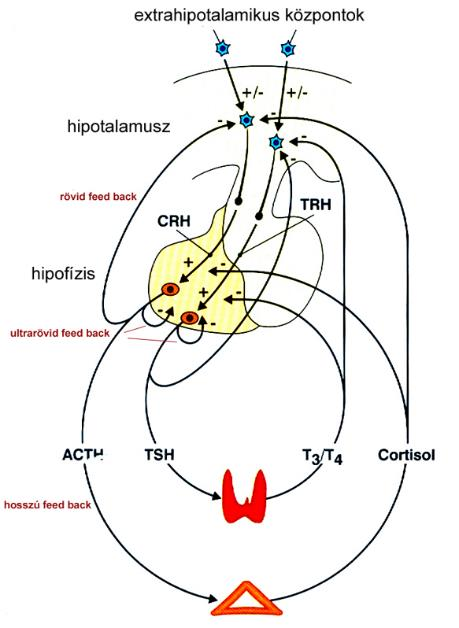 extrahipotalamikus központok
+/- +/-
- -
hipotalamusz
-
-
rövid feed back
CRH TRH
hipofízis
+ -
+ -
- -
ultrarövid feed back
ACTH TSH T3/T4 Cortisol
hosszú feed back